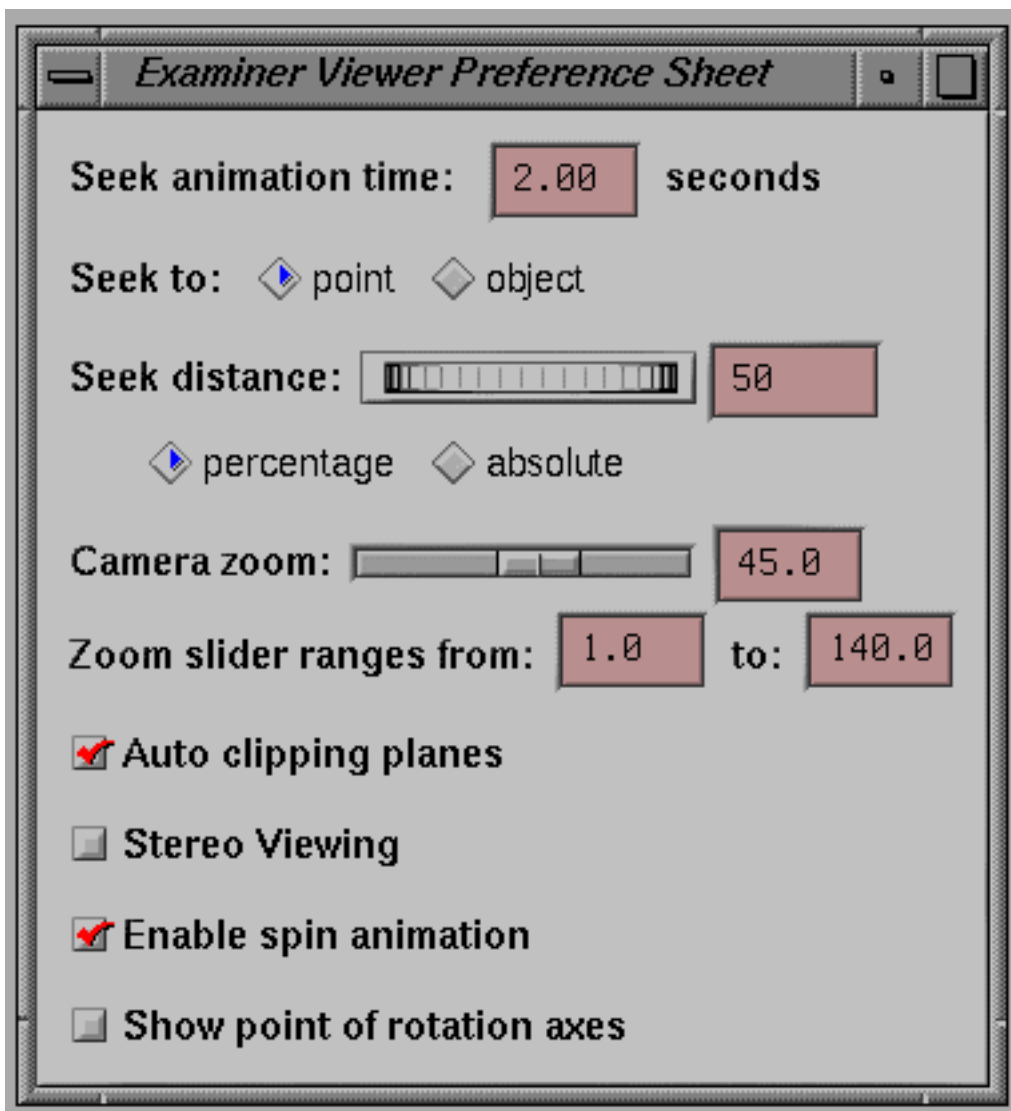 Examiner Viewer Preference Sheet
Seek animation time: 2.00 seconds
Seek to: point object
Seek distance: 50
percentage absolute
Camera zoom: 45.0
Zoom slider ranges from: 1.0 to: 140.0
Auto clipping planes
Stereo Viewing
Enable spin animation
Show point of rotation axes